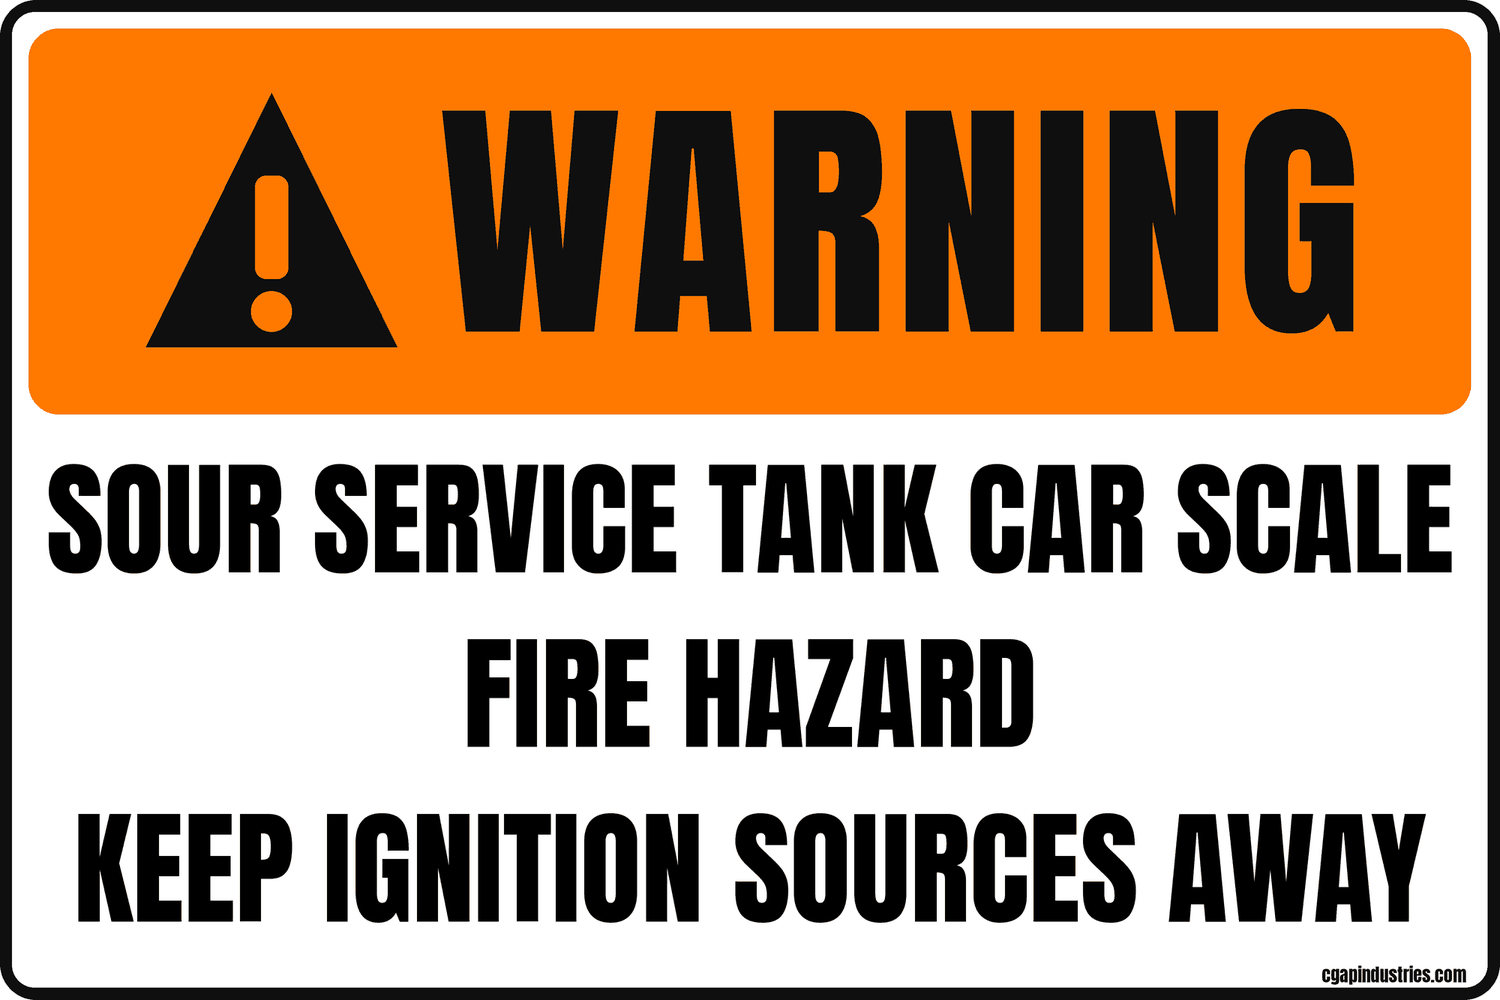 WARNING
SOUR SERVICE TANK CAR SCALE
FIRE HAZARD
KEEP IGNITION SOURCES AWAY
cgapindustries.com